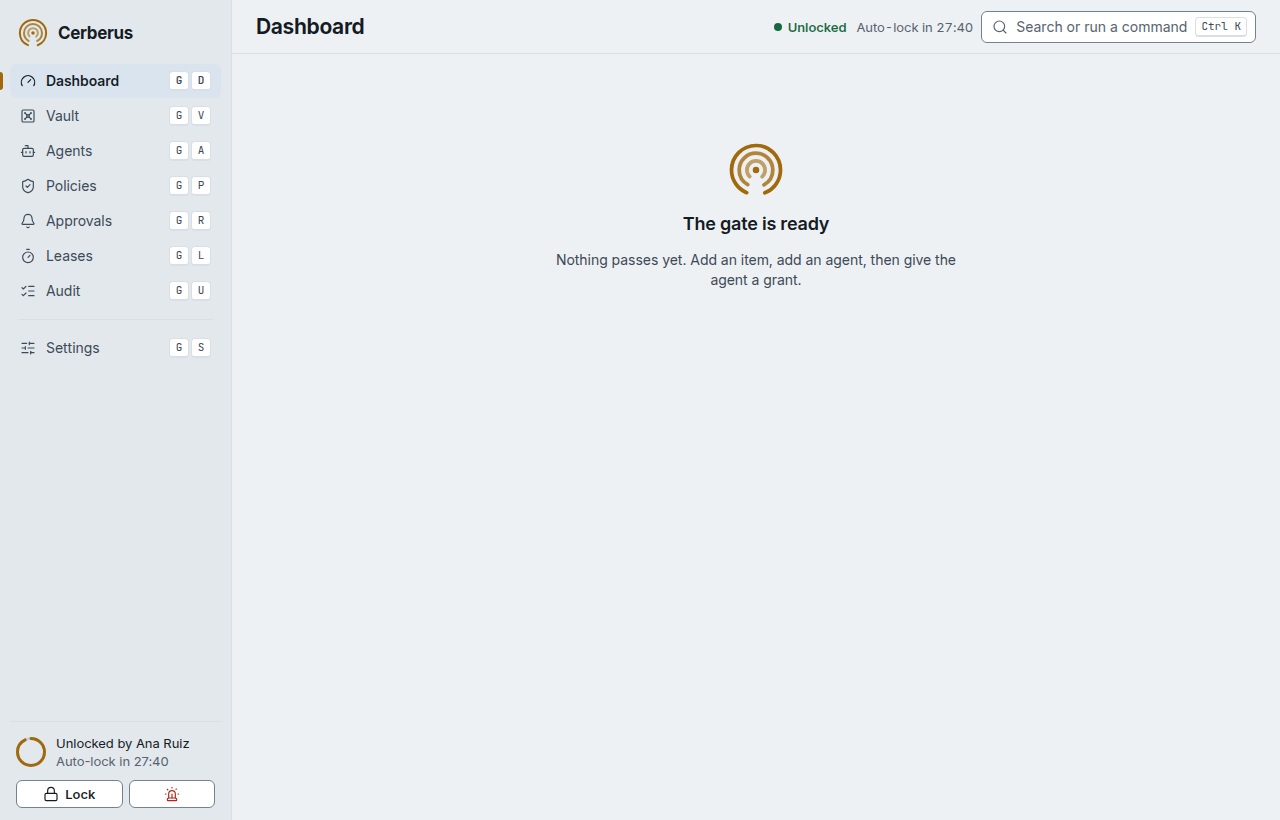 Cerberus
Dashboard G D
Vault G V
Agents G A
Policies G P
Approvals G R
Leases G L
Audit G U
Settings G S
Unlocked by Ana Ruiz
Auto-lock in 27:40
Lock
Dashboard
Unlocked Auto-lock in 27:40 Search or run a command Ctrl K
The gate is ready
Nothing passes yet. Add an item, add an agent, then give the
agent a grant.